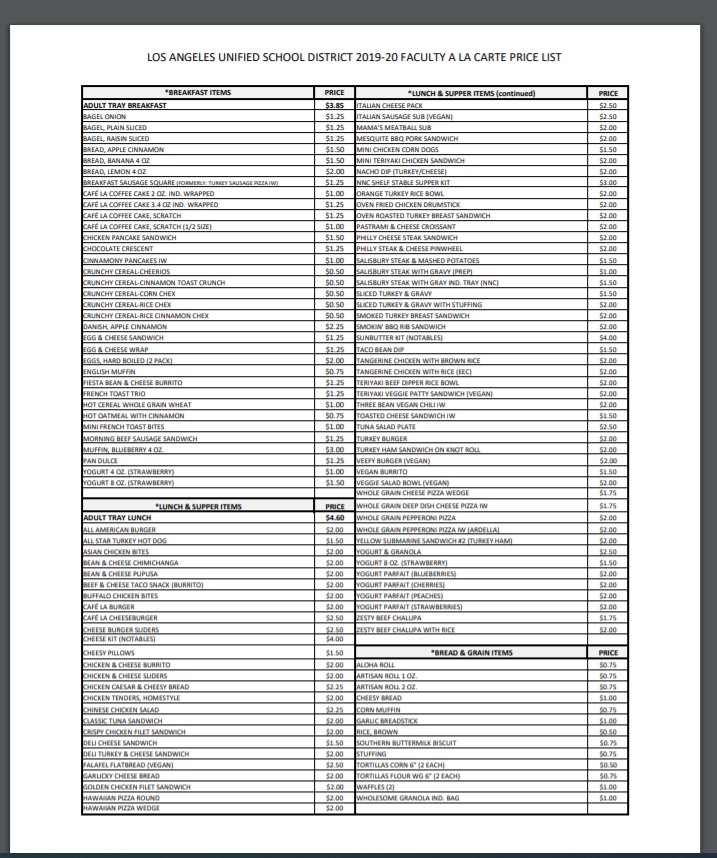 LOS ANGELES UNIFIED SCHOOL DISTRICT 2019-20 FACULTY A LA CARTE PRICE LIST
*BREAKFAST ITEMS PRICE
ADULT TRAY BREAKFAST $3.85
BAGEL ONION $1.25
BAGEL, PLAIN SLICED $1.25
BAGEL, RAISIN SLICED $1.25
BREAD, APPLE CINNAMON $1.50
BREAD, BANANA 4 OZ $1.50
BREAD, LEMON 4 OZ $2.00
BREAKFAST SAUSAGE SQUARE (FORMERLY: TURKEY SAUSAGE PIZZA IW) $1.25
CAFÉ LA COFFEE CAKE 2 OZ. IND. WRAPPED $1.00
CAFÉ LA COFFEE CAKE 3.4 OZ IND. WRAPPED $1.25
CAFÉ LA COFFEE CAKE, SCRATCH $1.25
CAFÉ LA COFFEE CAKE, SCRATCH (1/2 SIZE) $1.00
CHICKEN PANCAKE SANDWICH $1.50
CHOCOLATE CRESCENT $1.25
CINNAMONY PANCAKES IW $1.00
CRUNCHY CEREAL-CHEERIOS $0.50
CRUNCHY CEREAL-CINNAMON TOAST CRUNCH $0.50
CRUNCHY CEREAL-CORN CHEX $0.50
CRUNCHY CEREAL-RICE CHEX $0.50
CRUNCHY CEREAL-RICE CINNAMON CHEX $0.50
DANISH, APPLE CINNAMON $2.25
EGG & CHEESE SANDWICH $1.25
EGG & CHEESE WRAP $1.25
EGGS, HARD BOILED (2 PACK) $2.00
ENGLISH MUFFIN $0.75
FIESTA BEAN & CHEESE BURRITO $1.25
FRENCH TOAST TRIO $1.25
HOT CEREAL WHOLE GRAIN WHEAT $1.00
HOT OATMEAL WITH CINNAMON $0.75
MINI FRENCH TOAST BITES $1.00
MORNING BEEF SAUSAGE SANDWICH $1.25
MUFFIN, BLUEBERRY 4 OZ. $3.00
PAN DULCE $1.25
YOGURT 4 OZ. (STRAWBERRY) $1.00
YOGURT 8 OZ. (STRAWBERRY) $1.50
*LUNCH & SUPPER ITEMS PRICE
ADULT TRAY LUNCH $4.60
ALL AMERICAN BURGER $2.00
ALL STAR TURKEY HOT DOG $1.50
ASIAN CHICKEN BITES $2.00
BEAN & CHEESE CHIMICHANGA $2.00
BEAN & CHEESE PUPUSA $2.00
BEEF & CHEESE TACO SNACK (BURRITO) $2.00
BUFFALO CHICKEN BITES $2.00
CAFÉ LA BURGER $2.00
CAFÉ LA CHEESEBURGER $2.50
CHEESE BURGER SLIDERS $2.50
CHEESE KIT (NOTABLES) $4.00
CHEESY PILLOWS $1.50
CHICKEN & CHEESE BURRITO $2.00
CHICKEN & CHEESE SLIDERS $2.00
CHICKEN CAESAR & CHEESY BREAD $2.25
CHICKEN TENDERS, HOMESTYLE $2.00
CHINESE CHICKEN SALAD $2.25
CLASSIC TUNA SANDWICH $2.00
CRISPY CHICKEN FILET SANDWICH $2.00
DELI CHEESE SANDWICH $1.50
DELI TURKEY & CHEESE SANDWICH $2.00
FALAFEL FLATBREAD (VEGAN) $2.50
GARLICKY CHEESE BREAD $2.00
GOLDEN CHICKEN FILET SANDWICH $2.00
HAWAIIAN PIZZA ROUND $2.00
HAWAIIAN PIZZA WEDGE $2.00
*LUNCH & SUPPER ITEMS (continued) PRICE
ITALIAN CHEESE PACK $2.50
ITALIAN SAUSAGE SUB (VEGAN) $2.50
MAMA'S MEATBALL SUB $2.00
MESQUITE BBQ PORK SANDWICH $2.00
MINI CHICKEN CORN DOGS $1.50
MINI TERIYAKI CHICKEN SANDWICH $2.00
NACHO DIP (TURKEY/CHEESE) $2.00
NNC SHELF STABLE SUPPER KIT $3.00
ORANGE TURKEY RICE BOWL $2.00
OVEN FRIED CHICKEN DRUMSTICK $2.00
OVEN ROASTED TURKEY BREAST SANDWICH $2.00
PASTRAMI & CHEESE CROISSANT $2.00
PHILLY CHEESE STEAK SANDWICH $2.00
PHILLY STEAK & CHEESE PINWHEEL $2.00
SALISBURY STEAK & MASHED POTATOES $1.50
SALISBURY STEAK WITH GRAVY (PREP) $1.00
SALISBURY STEAK WITH GRAY IND. TRAY (NNC) $1.50
SLICED TURKEY & GRAVY $1.50
SLICED TURKEY & GRAVY WITH STUFFING $2.00
SMOKED TURKEY BREAST SANDWICH $2.00
SMOKIN' BBQ RIB SANDWICH $2.00
SUNBUTTER KIT (NOTABLES) $4.00
TACO BEAN DIP $1.50
TANGERINE CHICKEN WITH BROWN RICE $2.00
TANGERINE CHICKEN WITH RICE (EEC) $2.00
TERIYAKI BEEF DIPPER RICE BOWL $2.00
TERIYAKI VEGGIE PATTY SANDWICH (VEGAN) $2.00
THREE BEAN VEGAN CHILI IW $2.00
TOASTED CHEESE SANDWICH IW $1.50
TUNA SALAD PLATE $2.50
TURKEY BURGER $2.00
TURKEY HAM SANDWICH ON KNOT ROLL $2.00
VEEFY BURGER (VEGAN) $2.00
VEGAN BURRITO $1.50
VEGGIE SALAD BOWL (VEGAN) $2.00
WHOLE GRAIN CHEESE PIZZA WEDGE $1.75
WHOLE GRAIN DEEP DISH CHEESE PIZZA IW $1.75
WHOLE GRAIN PEPPERONI PIZZA $2.00
WHOLE GRAIN PEPPERONI PIZZA IW (ARDELLA) $2.00
YELLOW SUBMARINE SANDWICH #2 (TURKEY HAM) $2.00
YOGURT & GRANOLA $2.50
YOGURT 8 OZ. (STRAWBERRY) $1.50
YOGURT PARFAIT (BLUEBERRIES) $2.00
YOGURT PARFAIT (CHERRIES) $2.00
YOGURT PARFAIT (PEACHES) $2.00
YOGURT PARFAIT (STRAWBERRIES) $2.00
ZESTY BEEF CHALUPA $1.75
ZESTY BEEF CHALUPA WITH RICE $2.00
*BREAD & GRAIN ITEMS PRICE
ALOHA ROLL $0.75
ARTISAN ROLL 1 OZ. $0.75
ARTISAN ROLL 2 OZ. $0.75
CHEESY BREAD $1.00
CORN MUFFIN $0.75
GARLIC BREADSTICK $1.00
RICE, BROWN $0.50
SOUTHERN BUTTERMILK BISCUIT $0.75
STUFFING $0.75
TORTILLAS CORN 6" (2 EACH) $0.50
TORTILLAS FLOUR WG 6" (2 EACH) $0.75
WAFFLES (2) $1.00
WHOLESOME GRANOLA IND. BAG $1.00